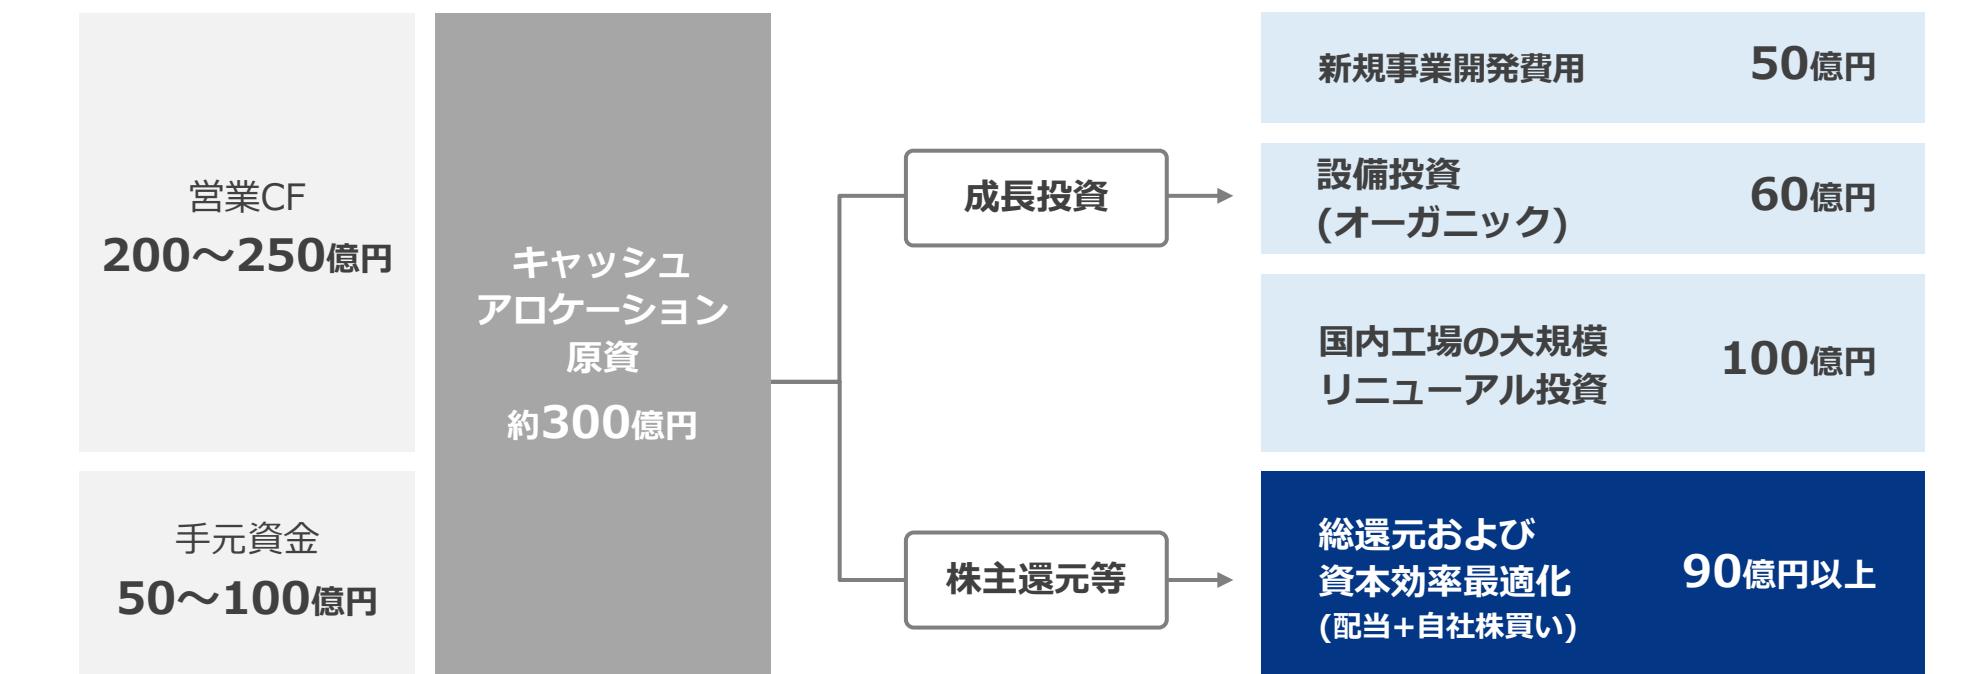 営業CF
200～250億円
手元資金
50～100億円
キャッシュ
アロケーション
原資
約300億円
成長投資
株主還元等
新規事業開発費用 50億円
設備投資
(オーガニック) 60億円
国内工場の大規模
リニューアル投資 100億円
総還元および
資本効率最適化
(配当+自社株買い) 90億円以上